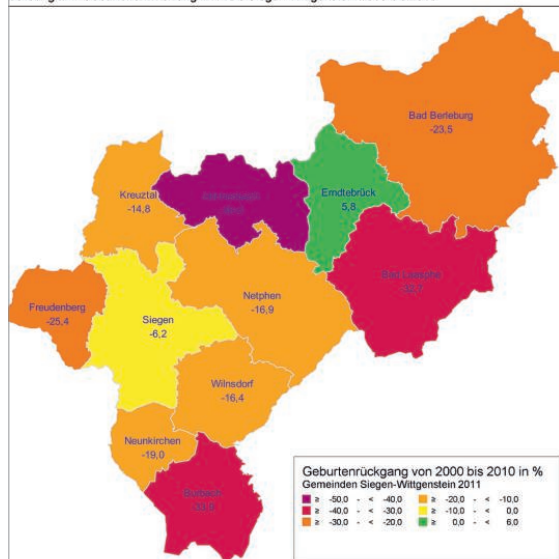 Bad Berleburg
-23,5
Kreuztal
-14,8
Erndtebrück
5,8
Bad Laasphe
Freudenberg
-25,4
Netphen
-16,9
Siegen
-6,2
Wilnsdorf
-16,4
Neunkirchen
-19,0
Burbach
Geburtenrückgang von 2000 bis 2010 in %
Gemeinden Siegen-Wittgenstein 2011
≥ -50,0 - < -40,0 ≥ -20,0 - < -10,0
≥ -40,0 - < -30,0 ≥ -10,0 - < 0,0
≥ -30,0 - < -20,0 ≥ 0,0 - < 6,0